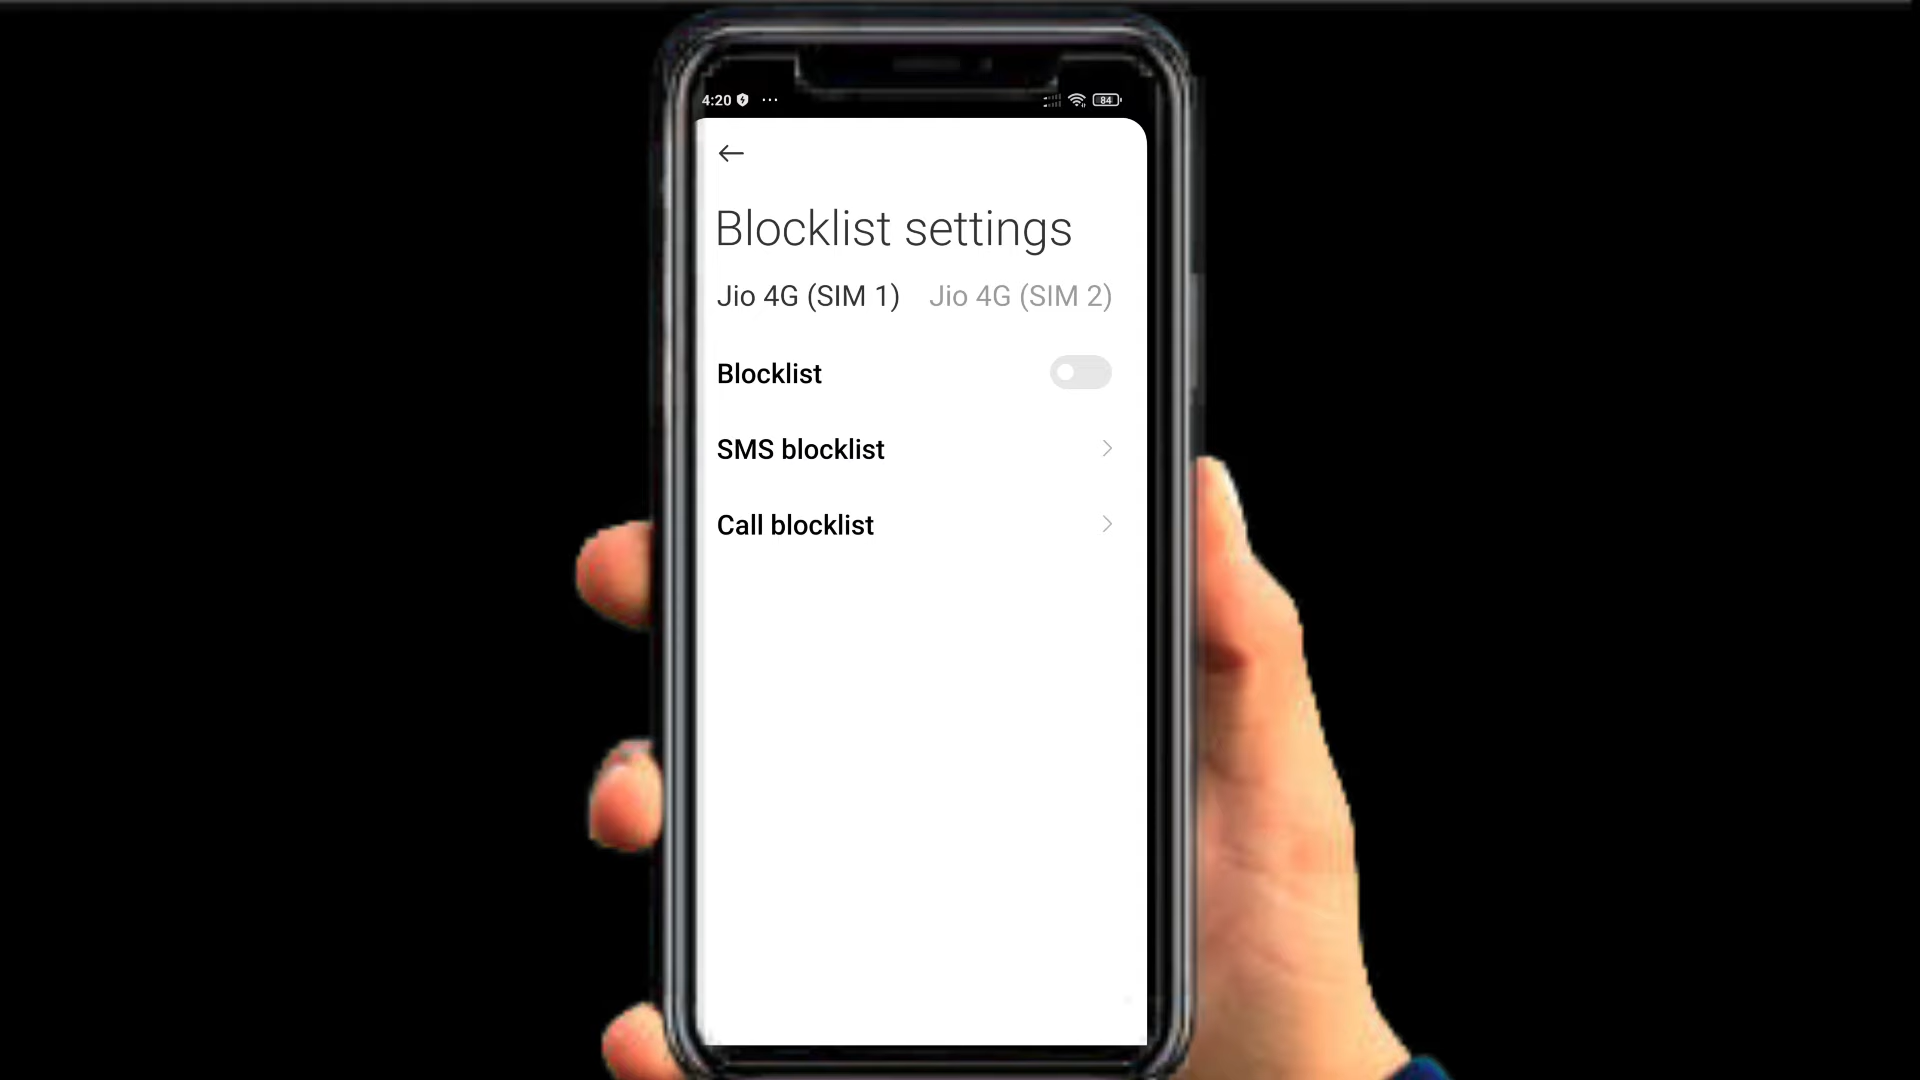 4:20 ...
84
Blocklist settings
Jio 4G (SIM 1) Jio 4G (SIM 2)
Blocklist
SMS blocklist
Call blocklist